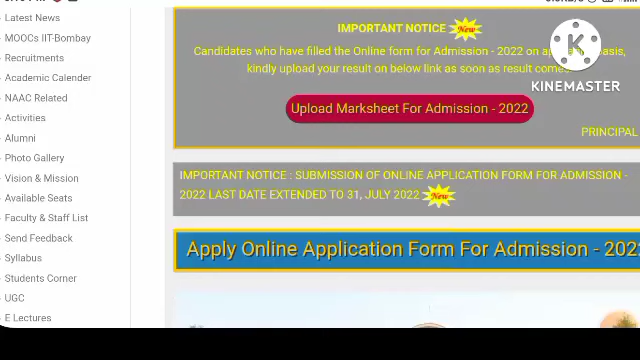 Latest News
MOOCs IIT-Bombay
Recruitments
Academic Calender
NAAC Related
Activities
Alumni
Photo Gallery
Vision & Mission
Available Seats
Faculty & Staff List
Send Feedback
Syllabus
Students Corner
UGC
E Lectures
IMPORTANT NOTICE New
Candidates who have filled the Online form for Admission - 2022 on
kindly upload your result on below link as soon as result
Upload Marksheet For Admission - 2022
PRINCIPAL
IMPORTANT NOTICE : SUBMISSION OF ONLINE APPLICATION FORM FOR ADMISSION -
2022 LAST DATE EXTENDED TO 31, JULY 2022 New
Apply Online Application Form For Admission - 202
KINEMASTER